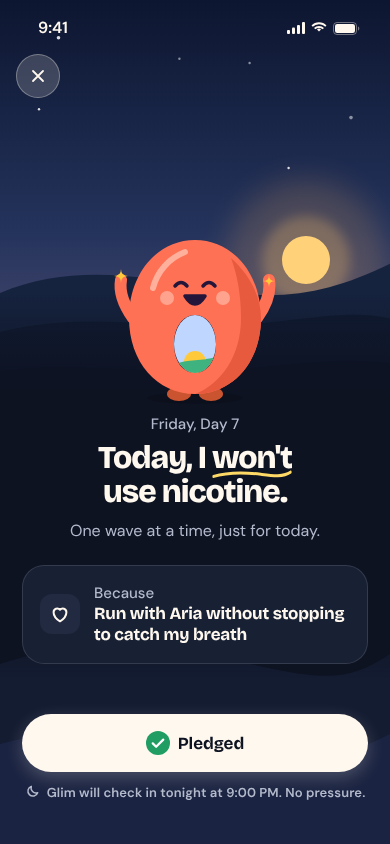 9:41
Friday, Day 7
Today, I won't
use nicotine.
One wave at a time, just for today.
Because
Run with Aria without stopping
to catch my breath
Pledged
Glim will check in tonight at 9:00 PM. No pressure.